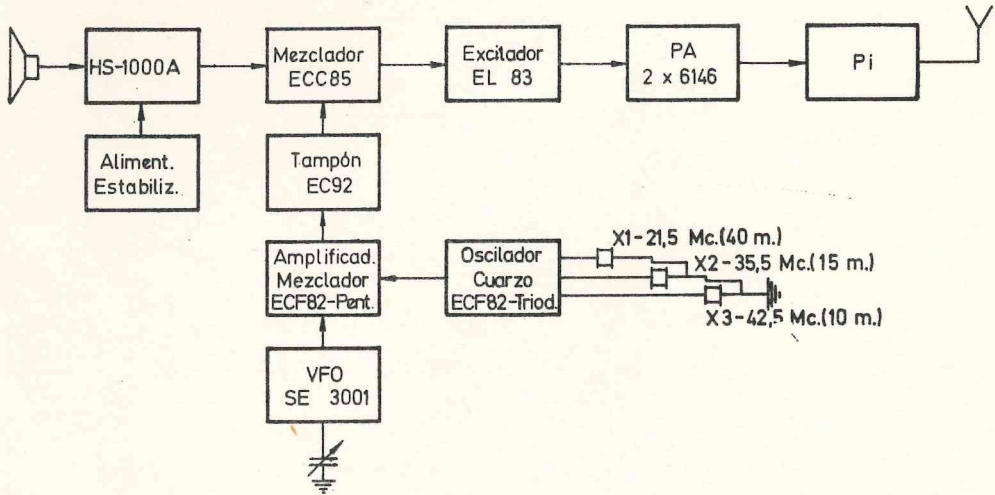 HS-1000A
Mezclador
ECC85
Excitador
EL 83
PA
2 x 6146
Pi
Aliment.
Estabiliz.
Tampón
EC92
Amplificad.
Mezclador
ECF82-Pent.
Oscilador
Cuarzo
ECF82-Triod.
X1-21,5 Mc.(40 m.)
X2-35,5 Mc.(15 m.)
X3-42,5 Mc.(10 m.)
VFO
SE 3001